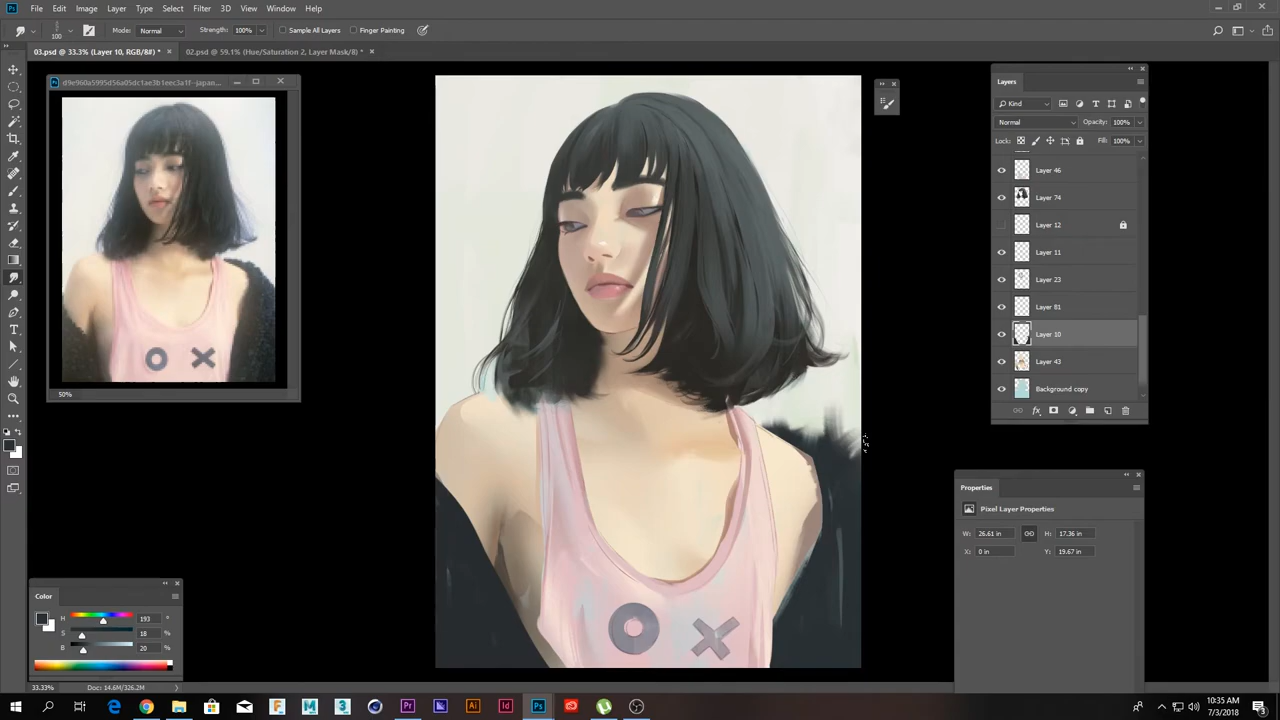 File Edit Image Layer Type Select Filter 3D View Window Help
100 Mode: Normal Strength: 100% Sample All Layers Finger Painting
03.psd @ 33.3% (Layer 10, RGB/8#) * × 02.psd @ 59.1% (Hue/Saturation 2, Layer Mask/8) * ×
d9e960a5995d56a05dc1ae3b1eec3a1f-japan...
50%
Layers
Kind
Normal Opacity: 100%
Lock: Fill: 100%
Layer 46
Layer 74
Layer 12
Layer 11
Layer 23
Layer 81
Layer 10
Layer 43
Background copy
fx
Properties
Pixel Layer Properties
W: 26.61 in H: 17.36 in
X: 0 in Y: 19.67 in
Color
H 193 °
S 18 %
B 20 %
33.33% Doc: 14.6M/326.2M
10:35 AM
7/3/2018